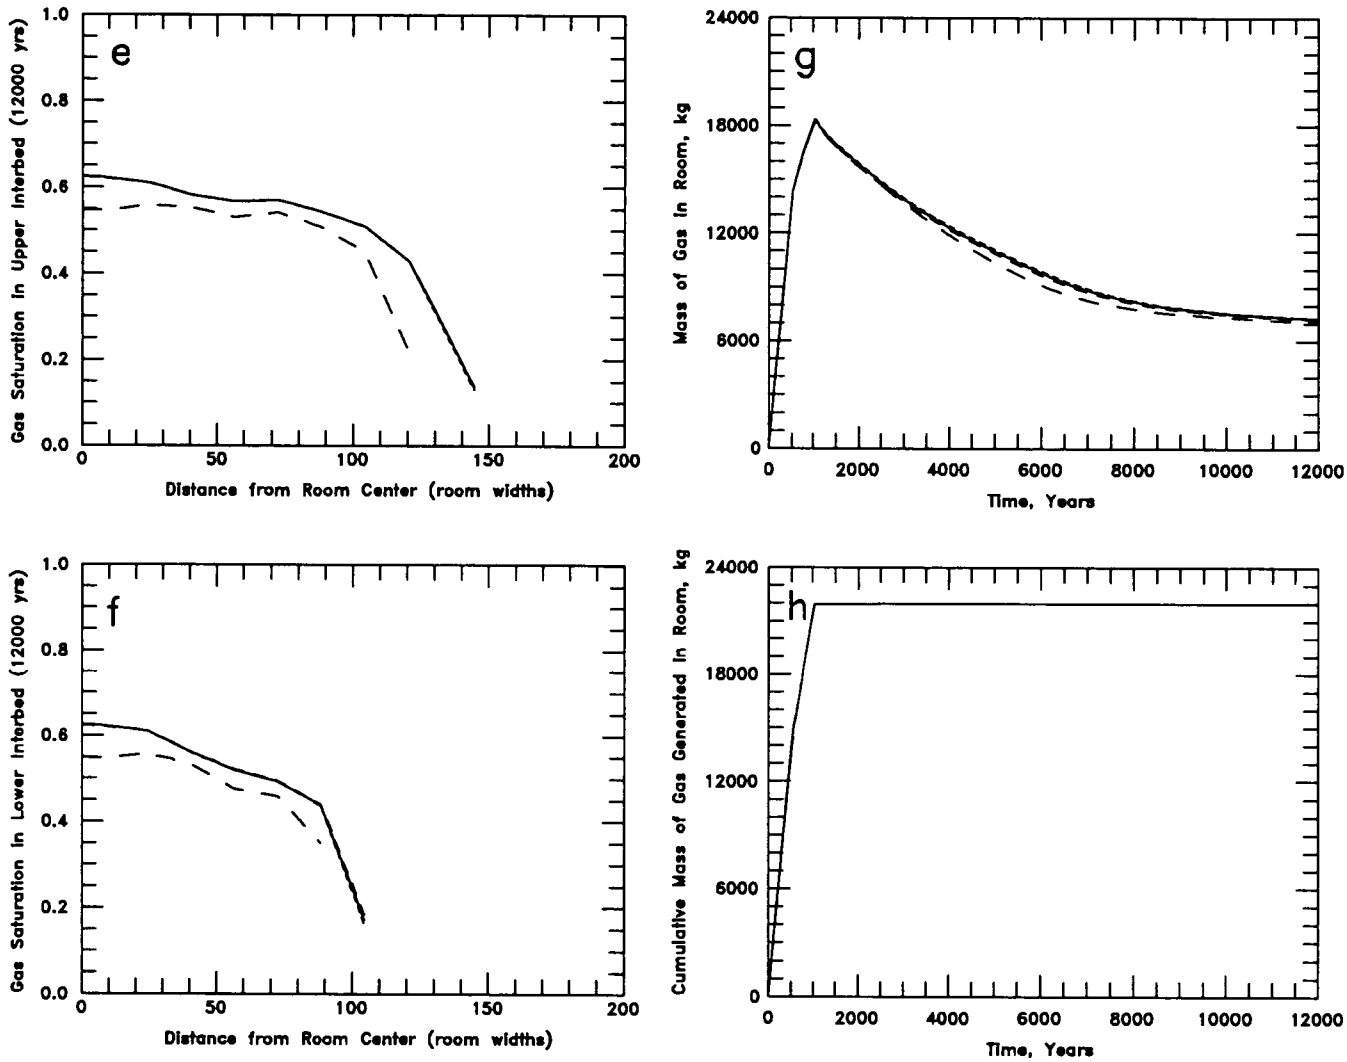 e
Gas Saturation in Upper Interbed (12000 yrs)
1.0
0.8
0.6
0.4
0.2
0.0
0 50 100 150 200
Distance from Room Center (room widths)
g
Mass of Gas in Room, kg
24000
18000
12000
6000
0
0 2000 4000 6000 8000 10000 12000
Time, Years
f
Gas Saturation in Lower Interbed (12000 yrs)
1.0
0.8
0.6
0.4
0.2
0.0
0 50 100 150 200
Distance from Room Center (room widths)
h
Cumulative Mass of Gas Generated in Room, kg
24000
18000
12000
6000
0
0 2000 4000 6000 8000 10000 12000
Time, Years